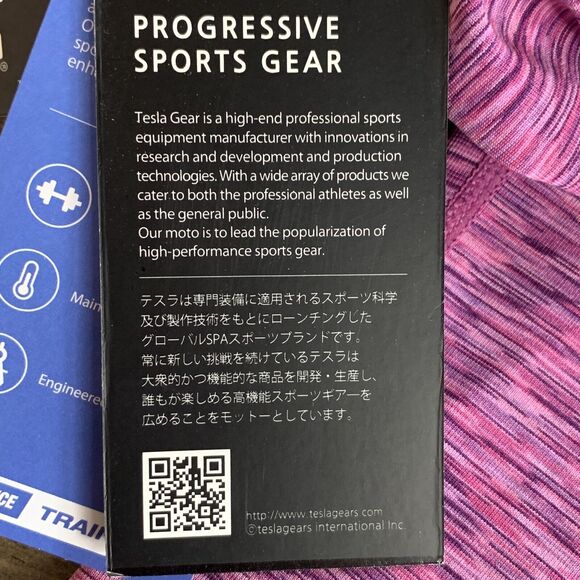 PROGRESSIVE
SPORTS GEAR
Tesla Gear is a high-end professional sports
equipment manufacturer with innovations in
research and development and production
technologies. With a wide array of products we
cater to both the professional athletes as well
as the general public.
Our moto is to lead the popularization of
high-performance sports gear.
テスラは専門装備に適用されるスポーツ科学
及び製作技術をもとにローンチングした
グローバルSPAスポーツブランドです。
常に新しい挑戦を続けているテスラは
大衆的かつ機能的な商品を開発・生産し、
誰もが楽しめる高機能スポーツギアーを
広めることをモットーとしています。
http://www.teslagears.com
©teslagears international Inc.
Engineered
TRAI